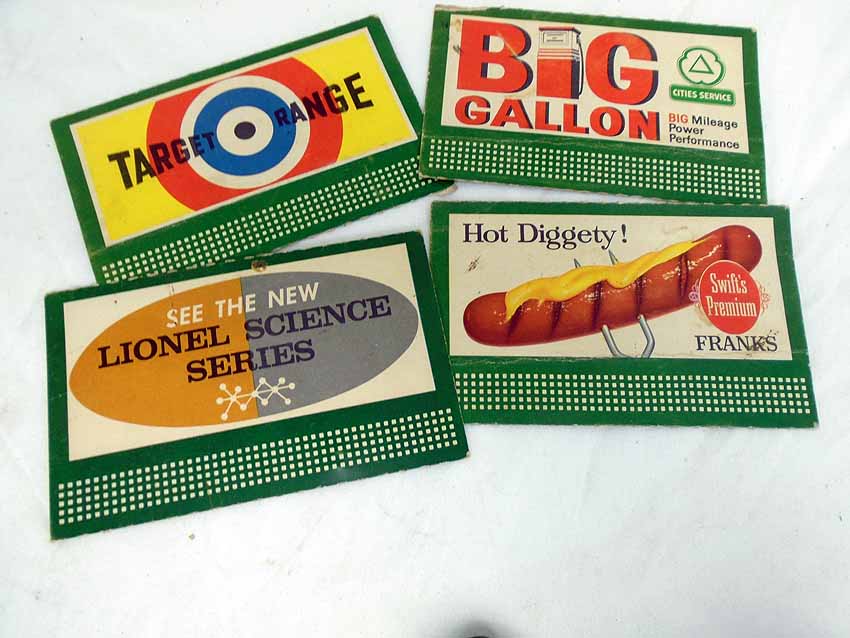 TARGET RANGE
BIG
GALLON
CITIES SERVICE
BIG Mileage
Power
Performance
SEE THE NEW
LIONEL SCIENCE
SERIES
Hot Diggety!
Swift's
Premium
FRANKS